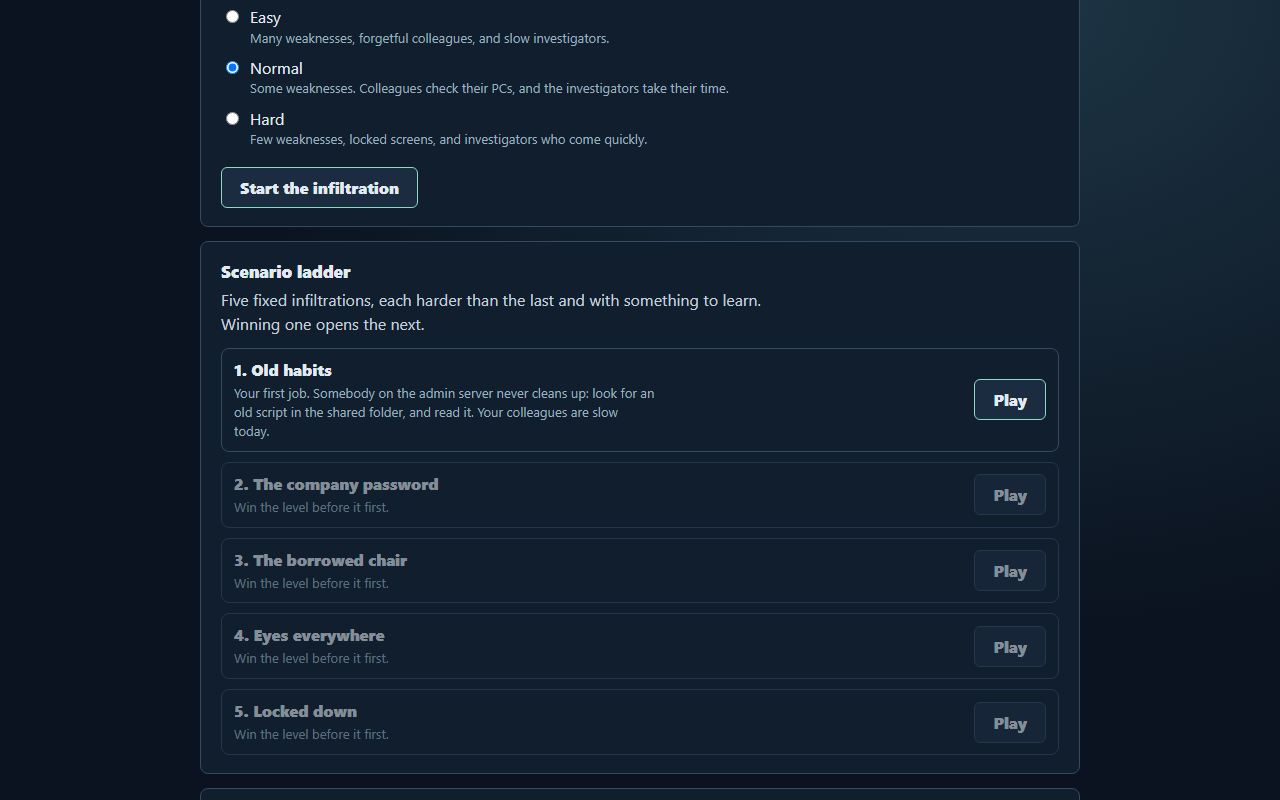 Easy
Many weaknesses, forgetful colleagues, and slow investigators.
Normal
Some weaknesses. Colleagues check their PCs, and the investigators take their time.
Hard
Few weaknesses, locked screens, and investigators who come quickly.
Start the infiltration
Scenario ladder
Five fixed infiltrations, each harder than the last and with something to learn.
Winning one opens the next.
1. Old habits
Your first job. Somebody on the admin server never cleans up: look for an
old script in the shared folder, and read it. Your colleagues are slow
today.
Play
2. The company password
Win the level before it first.
Play
3. The borrowed chair
Win the level before it first.
Play
4. Eyes everywhere
Win the level before it first.
Play
5. Locked down
Win the level before it first.
Play